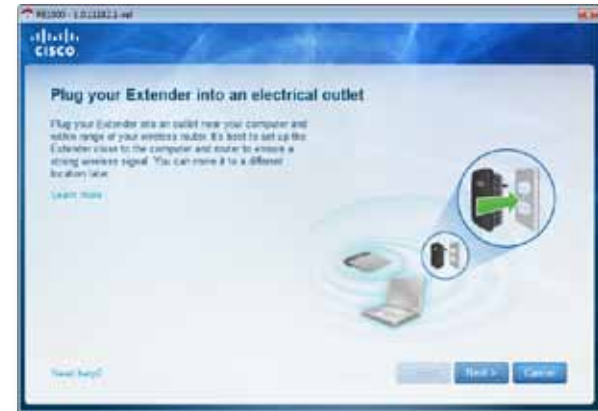 CISCO
Plug your Extender into an electrical outlet
Plug your Extender into an outlet near your computer and
within range of your wireless router. It's best to set up the
Extender close to the computer and router to ensure a
strong wireless signal. You can move it to a different
location later.
Learn more
Need help?
Next >
Cancel